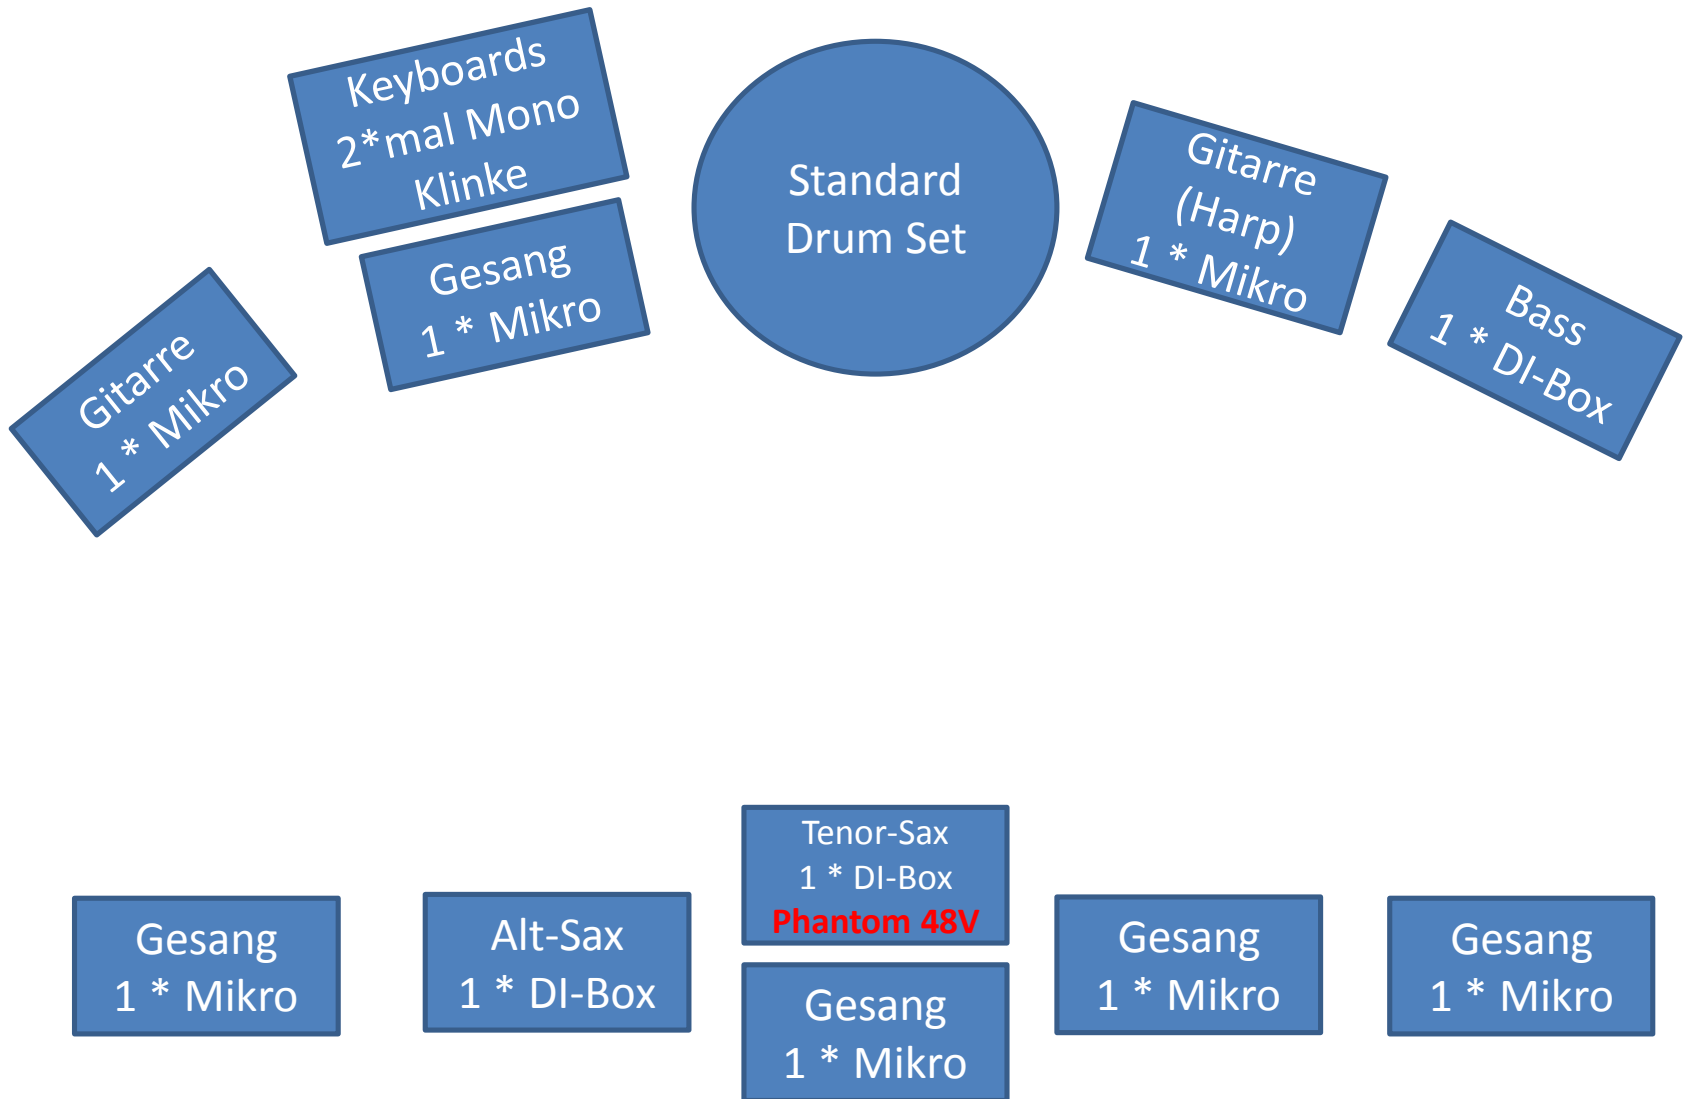 Keyboards
2*mal Mono
Klinke
Gesang
1 * Mikro
Gitarre
1 * Mikro
Standard
Drum Set
Gitarre
(Harp)
1 * Mikro
Bass
1 * DI-Box
Gesang
1 * Mikro
Alt-Sax
1 * DI-Box
Tenor-Sax
1 * DI-Box
Phantom 48V
Gesang
1 * Mikro
Gesang
1 * Mikro
Gesang
1 * Mikro